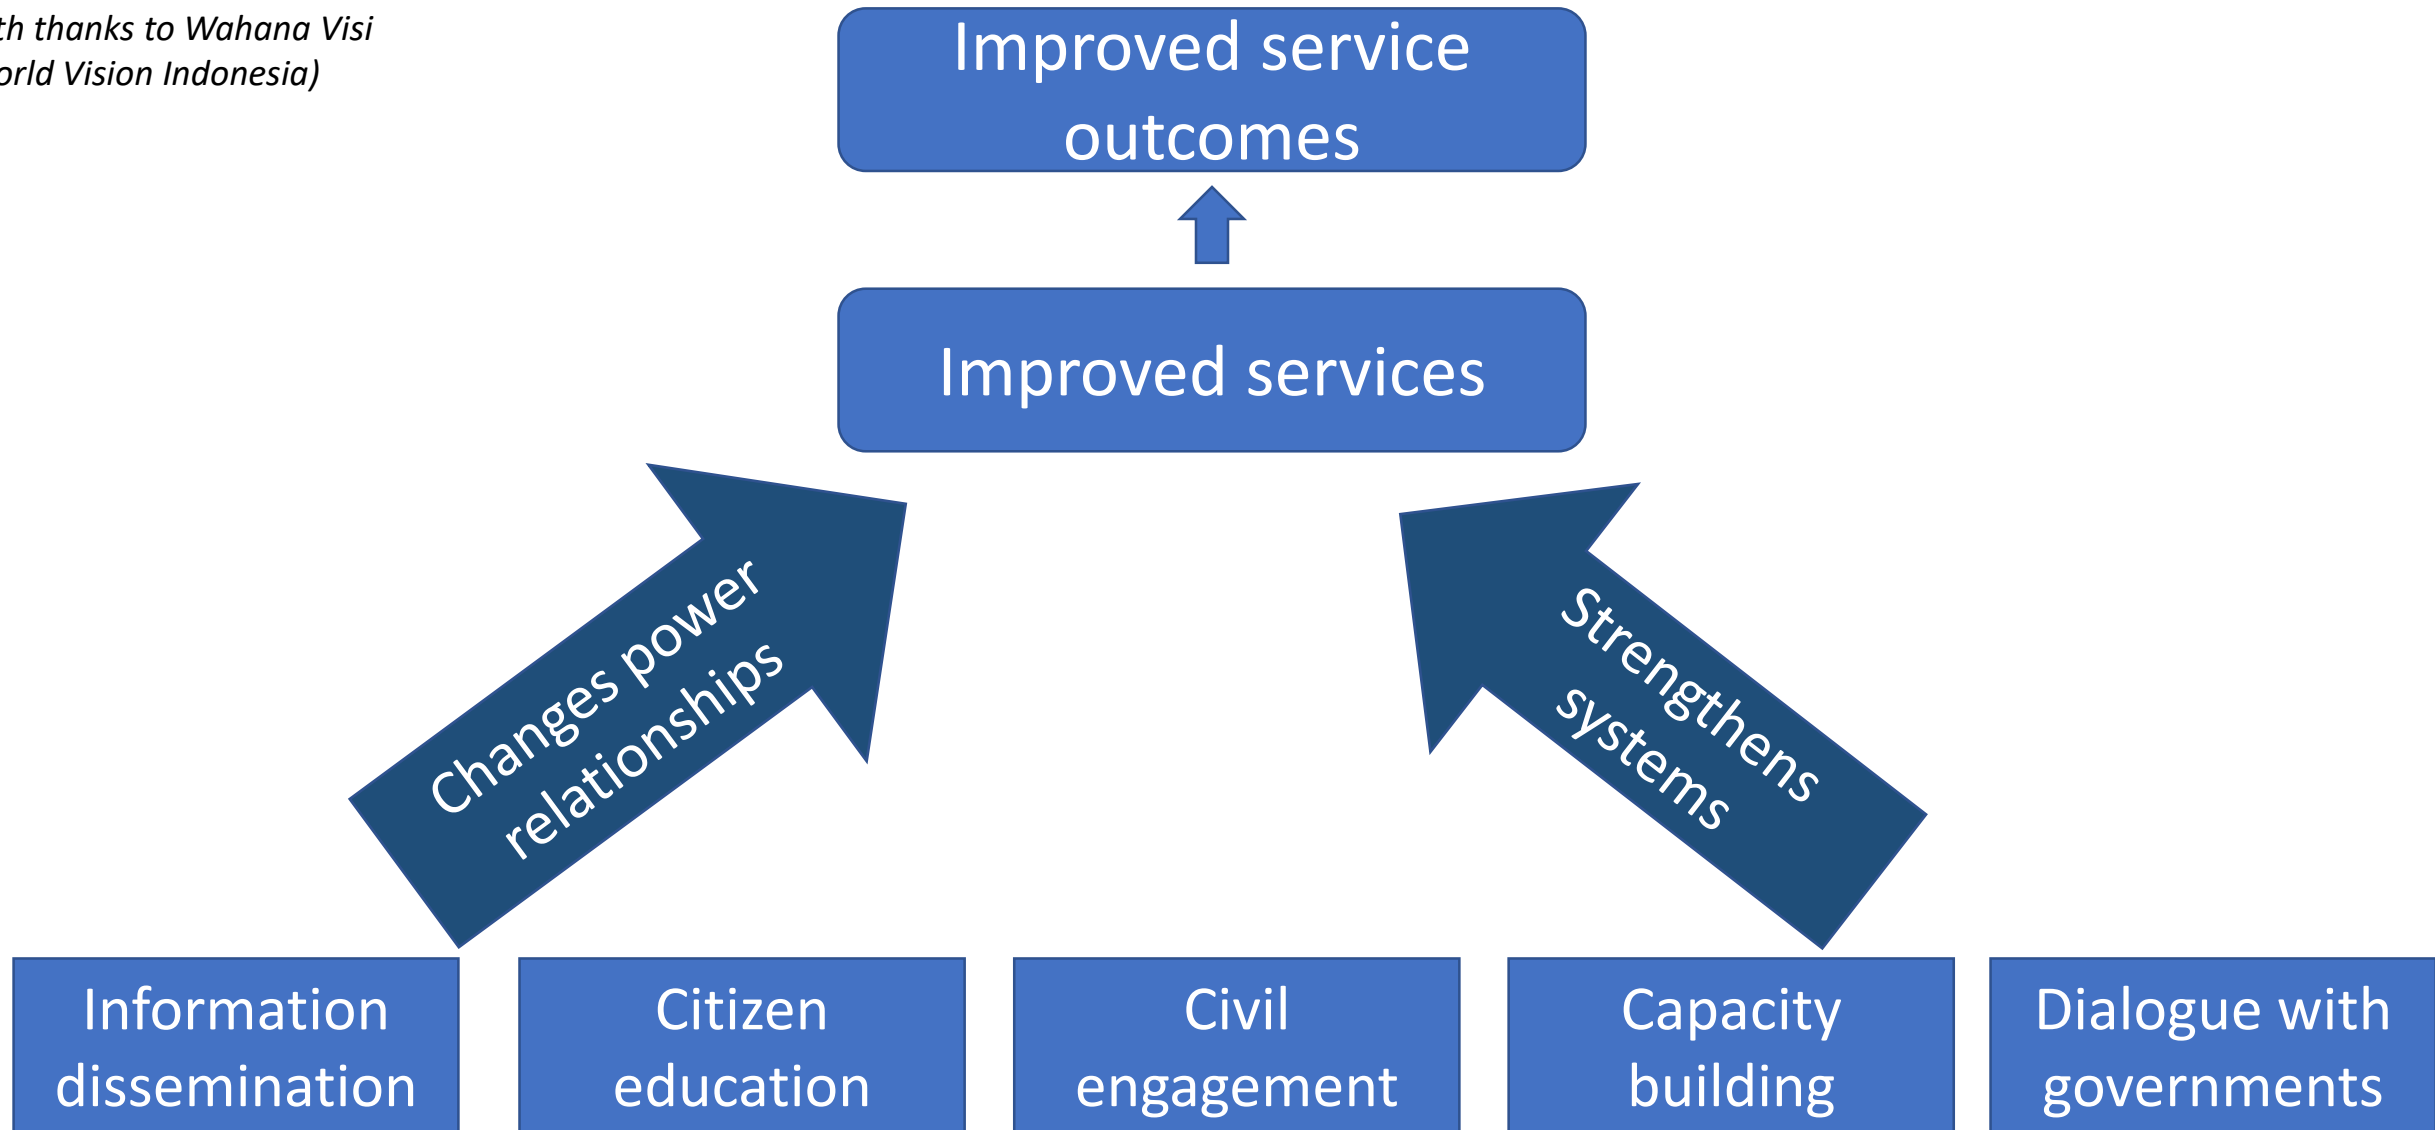 th thanks to Wahana Visi
orld Vision Indonesia)
Improved service
outcomes
Improved services
Changes power
relationships
Strengthens
systems
Information
dissemination
Citizen
education
Civil
engagement
Capacity
building
Dialogue with
governments